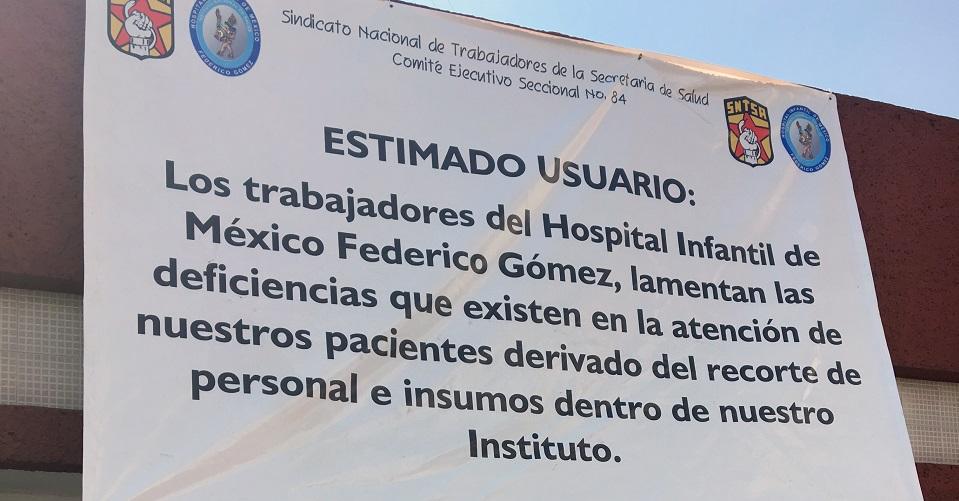 Sindicato Nacional de Trabajadores de la Secretaria de Salud
Comité Ejecutivo Seccional No. 84
SNTSA
ESTIMADO USUARIO:
Los trabajadores del Hospital Infantil de
México Federico Gómez, lamentan las
deficiencias que existen en la atención de
nuestros pacientes derivado del recorte de
personal e insumos dentro de nuestro
Instituto.